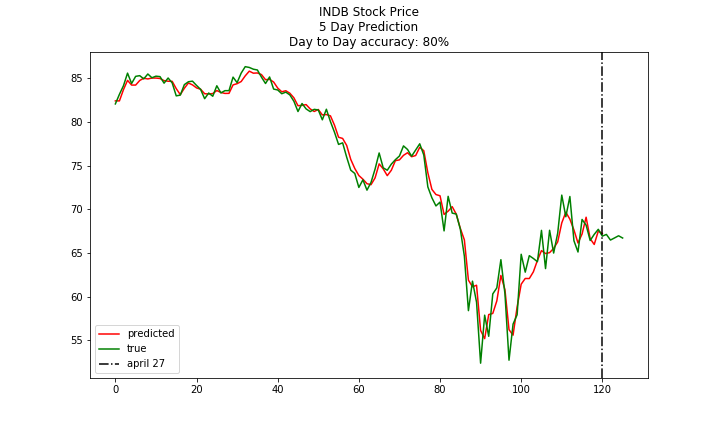 INDB Stock Price
5 Day Prediction
Day to Day accuracy: 80%
85
80
75
70
65
60
55
predicted
true
april 27
0 20 40 60 80 100 120